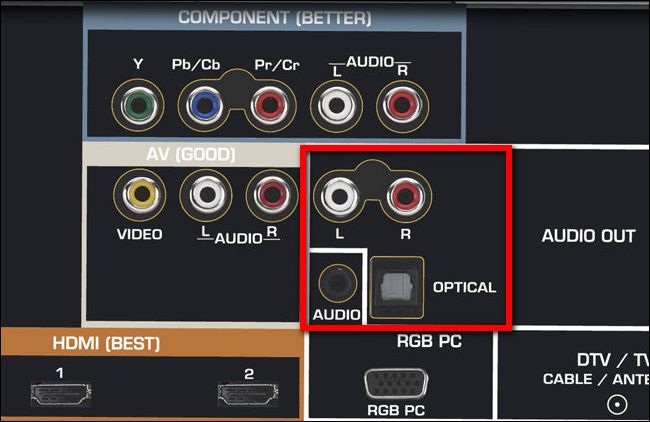 COMPONENT (BETTER)
Y Pb/Cb Pr/Cr L AUDIO R
AV (GOOD)
VIDEO L AUDIO R
L R
AUDIO OUT
AUDIO
OPTICAL
HDMI (BEST)
1 2
RGB PC
RGB PC
DTV / TV
CABLE /